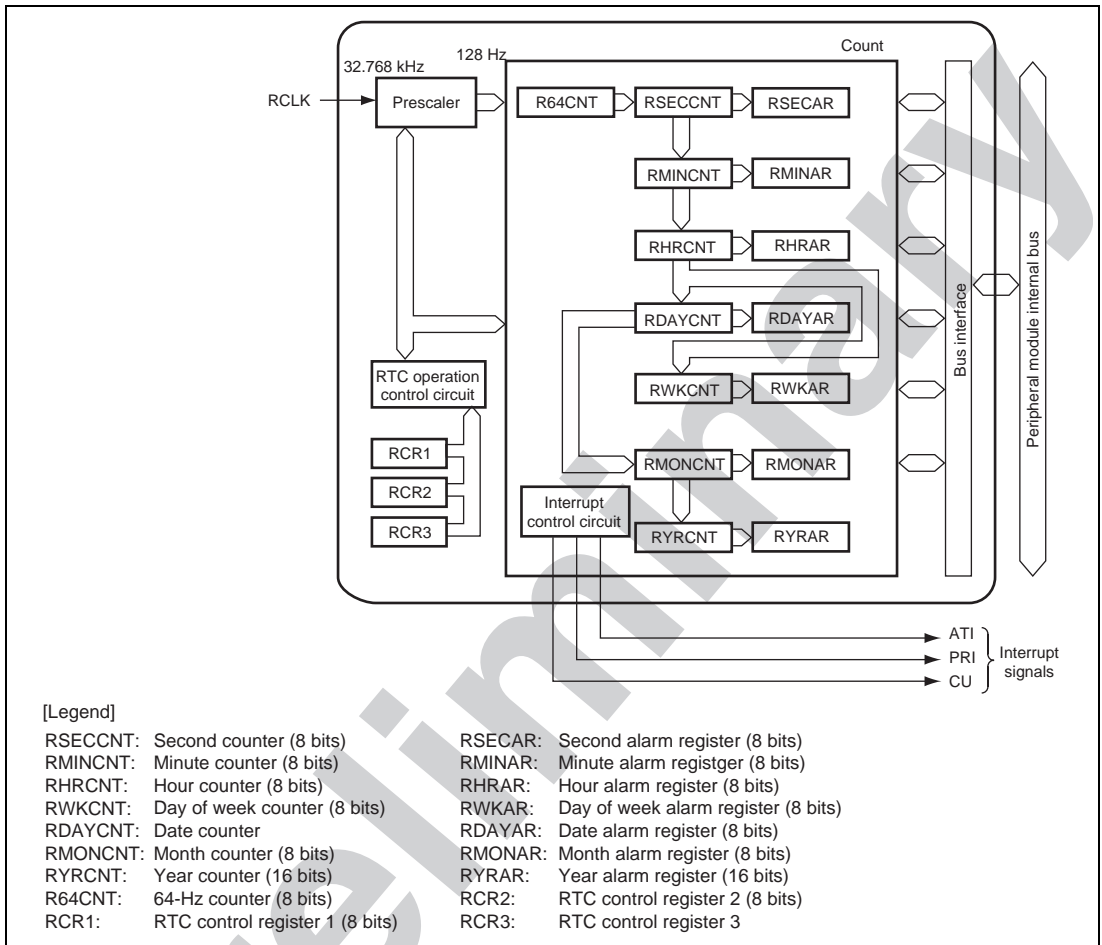 Count
128 Hz
32.768 kHz
RCLK
Prescaler
R64CNT
RSECCNT
RSECAR
RMINCNT
RMINAR
RHRCNT
RHRAR
RDAYCNT
RDAYAR
RTC operation
control circuit
RWKCNT
RWKAR
RCR1
RMONCNT
RMONAR
RCR2
Interrupt
control circuit
RCR3
RYRCNT
RYRAR
Bus interface
Peripheral module internal bus
ATI
PRI
CU
Interrupt
signals
[Legend]
RSECCNT: Second counter (8 bits) RSECAR: Second alarm register (8 bits)
RMINCNT: Minute counter (8 bits) RMINAR: Minute alarm registger (8 bits)
RHRCNT: Hour counter (8 bits) RHRAR: Hour alarm register (8 bits)
RWKCNT: Day of week counter (8 bits) RWKAR: Day of week alarm register (8 bits)
RDAYCNT: Date counter RDAYAR: Date alarm register (8 bits)
RMONCNT: Month counter (8 bits) RMONAR: Month alarm register (8 bits)
RYRCNT: Year counter (16 bits) RYRAR: Year alarm register (16 bits)
R64CNT: 64-Hz counter (8 bits) RCR2: RTC control register 2 (8 bits)
RCR1: RTC control register 1 (8 bits) RCR3: RTC control register 3
eliminary